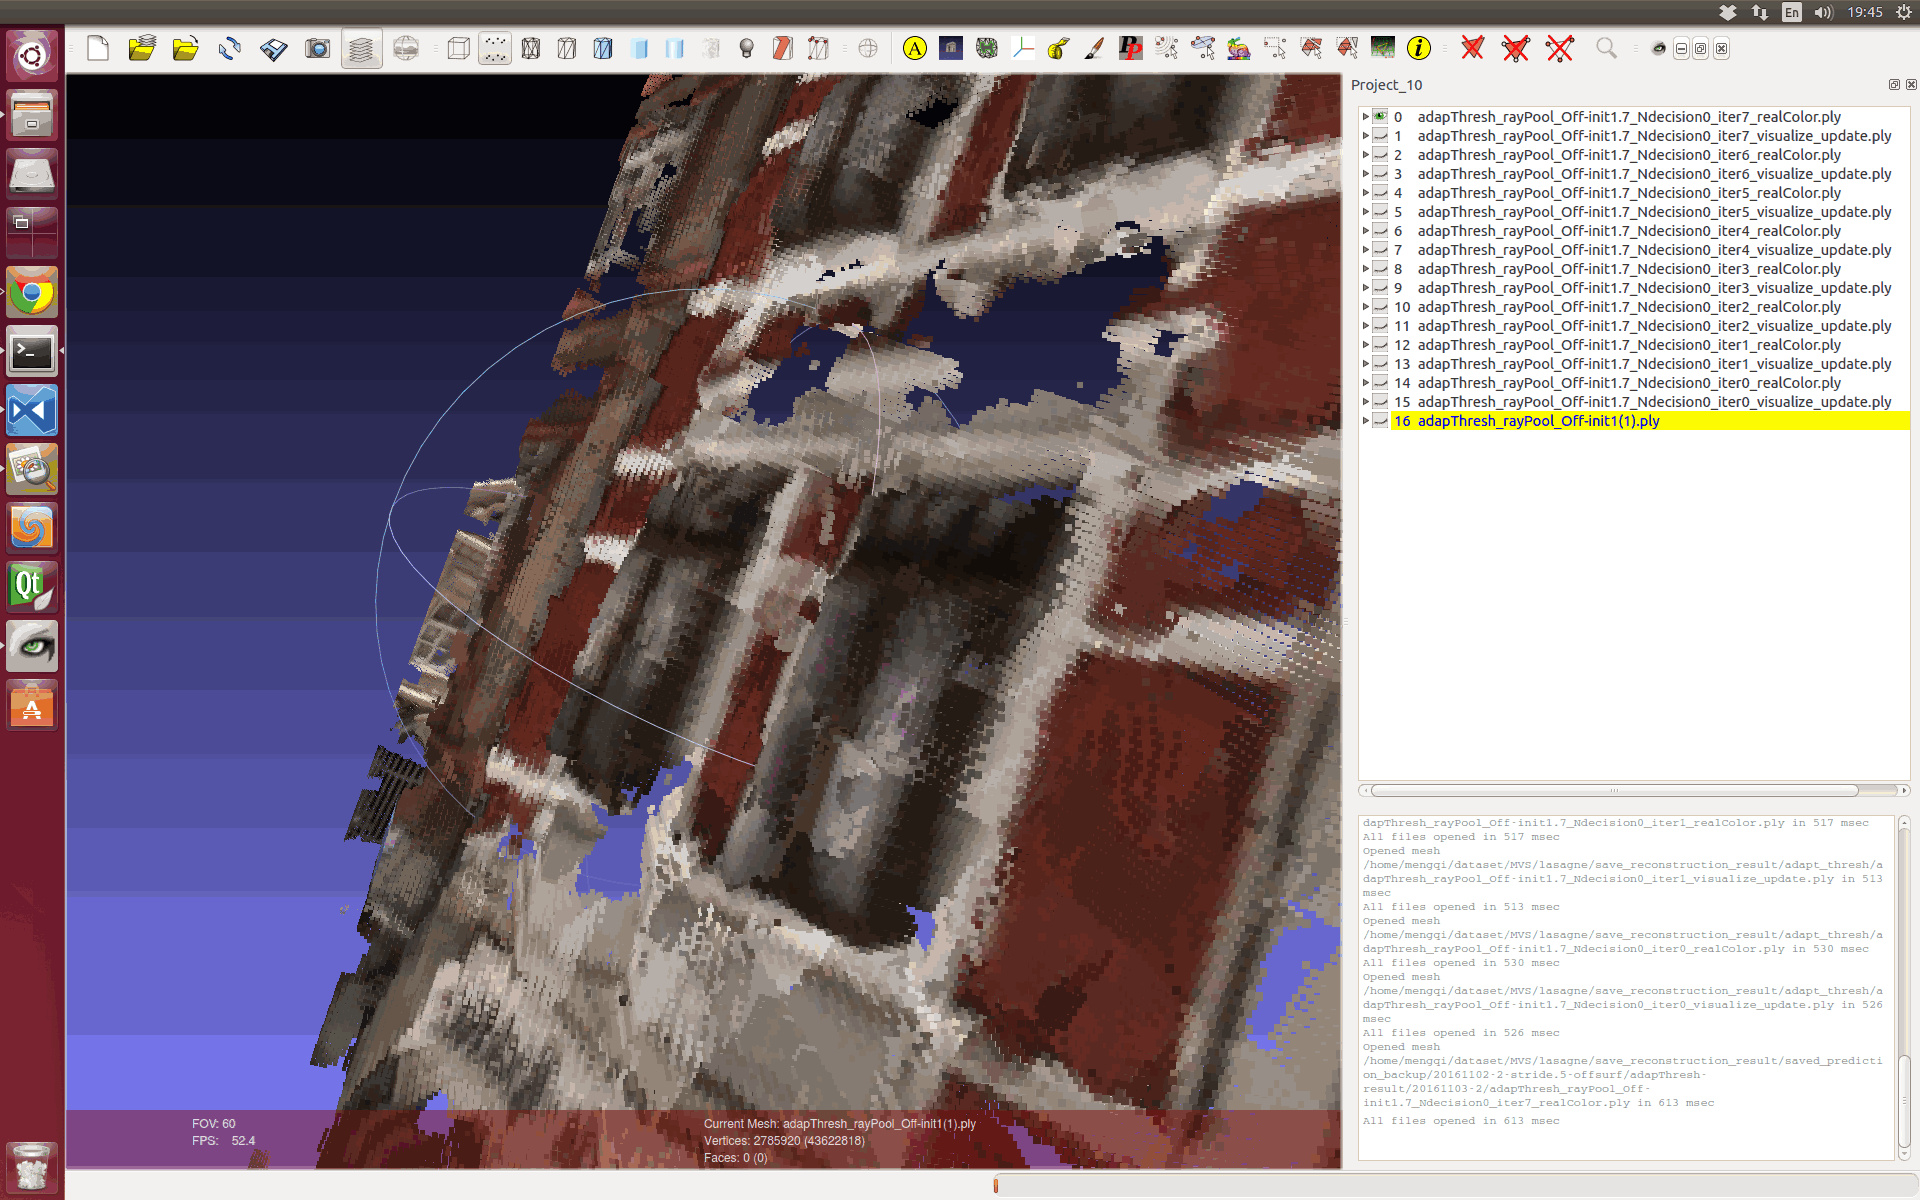 En
19:45
A
PP
i
Project_10
0 adapThresh_rayPool_Off-init1.7_Ndecision0_iter7_realColor.ply
1 adapThresh_rayPool_Off-init1.7_Ndecision0_iter7_visualize_update.ply
2 adapThresh_rayPool_Off-init1.7_Ndecision0_iter6_realColor.ply
3 adapThresh_rayPool_Off-init1.7_Ndecision0_iter6_visualize_update.ply
4 adapThresh_rayPool_Off-init1.7_Ndecision0_iter5_realColor.ply
5 adapThresh_rayPool_Off-init1.7_Ndecision0_iter5_visualize_update.ply
6 adapThresh_rayPool_Off-init1.7_Ndecision0_iter4_realColor.ply
7 adapThresh_rayPool_Off-init1.7_Ndecision0_iter4_visualize_update.ply
8 adapThresh_rayPool_Off-init1.7_Ndecision0_iter3_realColor.ply
9 adapThresh_rayPool_Off-init1.7_Ndecision0_iter3_visualize_update.ply
10 adapThresh_rayPool_Off-init1.7_Ndecision0_iter2_realColor.ply
11 adapThresh_rayPool_Off-init1.7_Ndecision0_iter2_visualize_update.ply
12 adapThresh_rayPool_Off-init1.7_Ndecision0_iter1_realColor.ply
13 adapThresh_rayPool_Off-init1.7_Ndecision0_iter1_visualize_update.ply
14 adapThresh_rayPool_Off-init1.7_Ndecision0_iter0_realColor.ply
15 adapThresh_rayPool_Off-init1.7_Ndecision0_iter0_visualize_update.ply
16 adapThresh_rayPool_Off-init1(1).ply
dapThresh_rayPool_Off-init1.7_Ndecision0_iter1_realColor.ply in 517 msec
All files opened in 517 msec
Opened mesh
/home/mengqi/dataset/MVS/lasagne/save_reconstruction_result/adapt_thresh/a
dapThresh_rayPool_Off-init1.7_Ndecision0_iter1_visualize_update.ply in 513
msec
All files opened in 513 msec
Opened mesh
/home/mengqi/dataset/MVS/lasagne/save_reconstruction_result/adapt_thresh/a
dapThresh_rayPool_Off-init1.7_Ndecision0_iter0_realColor.ply in 530 msec
All files opened in 530 msec
Opened mesh
/home/mengqi/dataset/MVS/lasagne/save_reconstruction_result/adapt_thresh/a
dapThresh_rayPool_Off-init1.7_Ndecision0_iter0_visualize_update.ply in 526
msec
All files opened in 526 msec
Opened mesh
/home/mengqi/dataset/MVS/lasagne/save_reconstruction_result/saved_predicti
on_backup/20161102-2-stride.5-offsurf/adapThresh-
result/20161103-2/adapThresh_rayPool_Off-
init1.7_Ndecision0_iter7_realColor.ply in 613 msec
All files opened in 613 msec
FOV: 60
FPS: 52.4
Current Mesh: adapThresh_rayPool_Off-init1(1).ply
Vertices: 2785920 (43622818)
Faces: 0 (0)
Qt
A